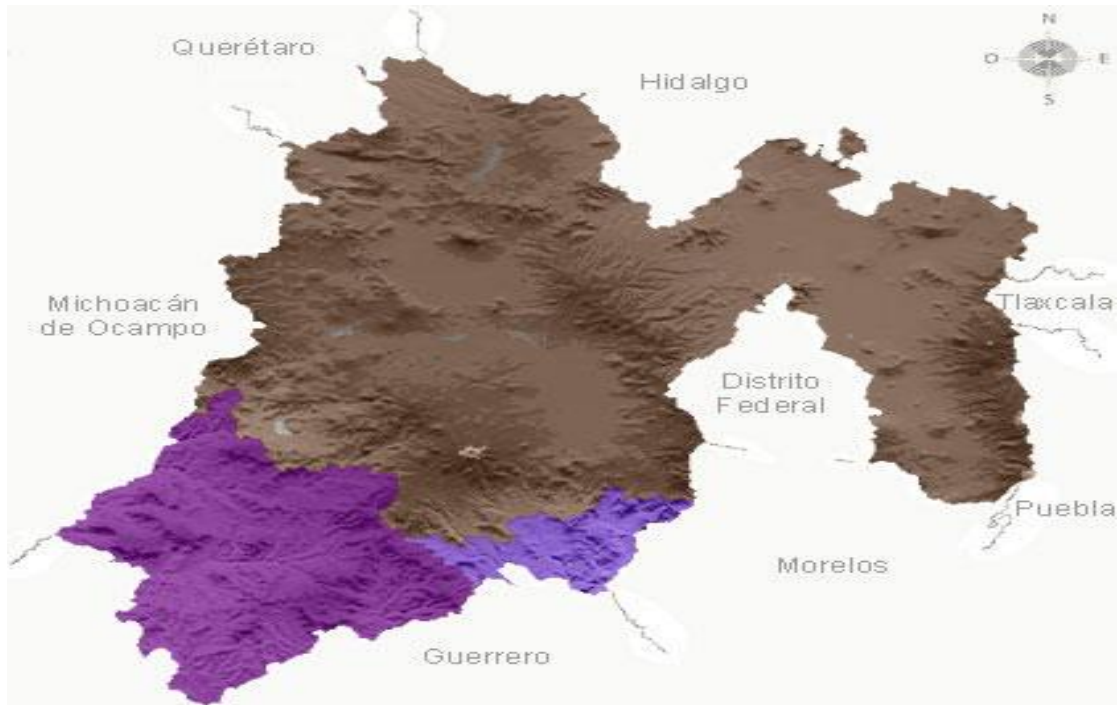 N
Querétaro
O
E
Hidalgo
S
Michoacán
de Ocampo
Tlaxcala
Distrito
Federal
Puebla
Morelos
Guerrero